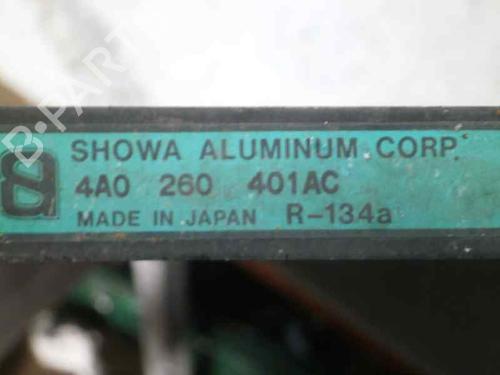 B-PARTS
SHOWA ALUMINUM CORP.
4A0 260 401AC
MADE IN JAPAN R-134a